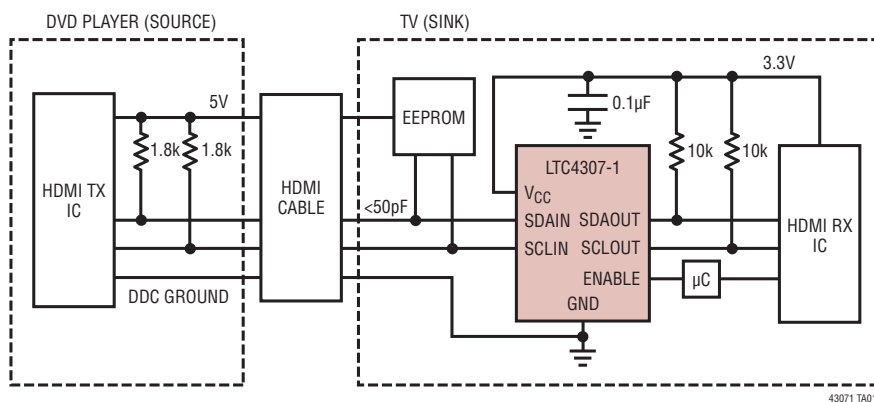 DVD PLAYER (SOURCE)
TV (SINK)
5V
3.3V
EEPROM
0.1µF
1.8k
1.8k
10k
10k
LTC4307-1
HDMI TX
IC
HDMI
CABLE
VCC
<50pF
SDAIN
SDAOUT
SCLIN
SCLOUT
HDMI RX
IC
ENABLE
µC
DDC GROUND
GND
43071 TA01